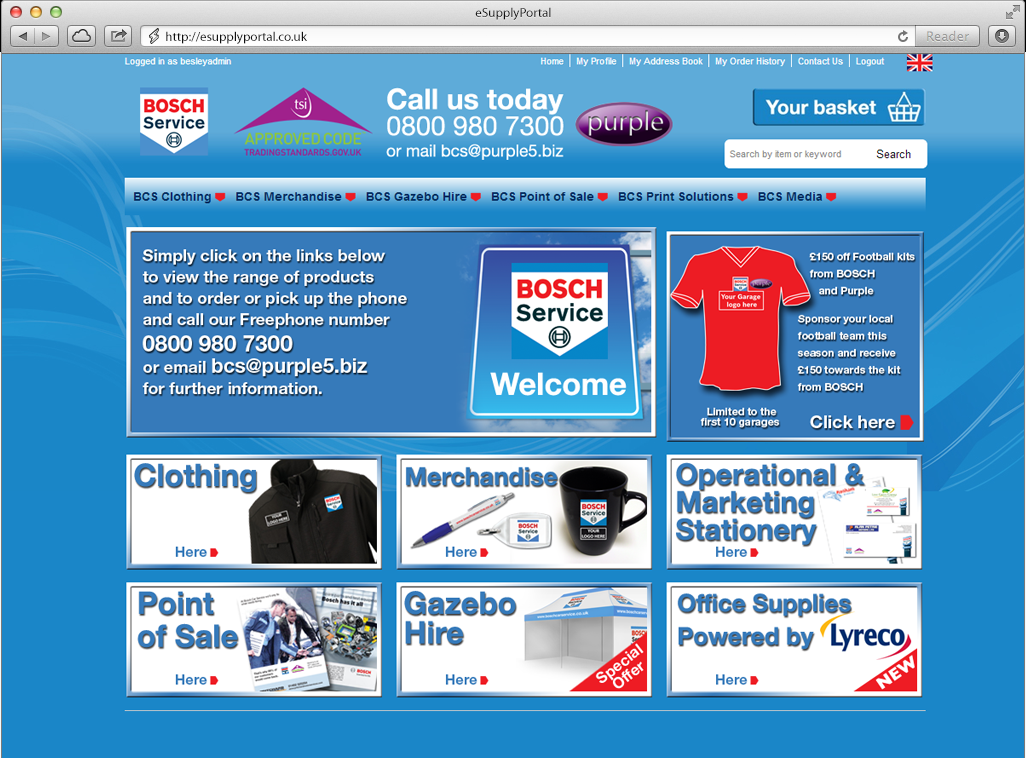 eSupplyPortal
http://esupplyportal.co.uk
Reader
Logged in as besleyadmin
Home | My Profile | My Address Book | My Order History | Contact Us | Logout
BOSCH
Service
tsi
APPROVED CODE
TRADINGSTANDARDS.GOV.UK
Call us today
0800 980 7300
or mail bcs@purple5.biz
purple
Your basket
Search by item or keyword
Search
BCS Clothing
BCS Merchandise
BCS Gazebo Hire
BCS Point of Sale
BCS Print Solutions
BCS Media
Simply click on the links below
to view the range of products
and to order or pick up the phone
and call our Freephone number
0800 980 7300
or email bcs@purple5.biz
for further information.
BOSCH
Service
Welcome
£150 off Football kits
from BOSCH
and Purple
Your Garage
logo here
Sponsor your local
football team this
season and receive
£150 towards the kit
from BOSCH
Limited to the
first 10 garages
Click here
Clothing
BOSCH
Service
YOUR
LOGO HERE
Here
Merchandise
BOSCH
Service
BOSCH
Service
YOUR
LOGO HERE
Here
Operational &
Marketing
Stationery
Here
Point
of Sale
Bosch has it all
BOSCH
Here
Gazebo
Hire
BOSCH
Special
Offer
Here
Office Supplies
Powered by Lyreco
NEW
Here